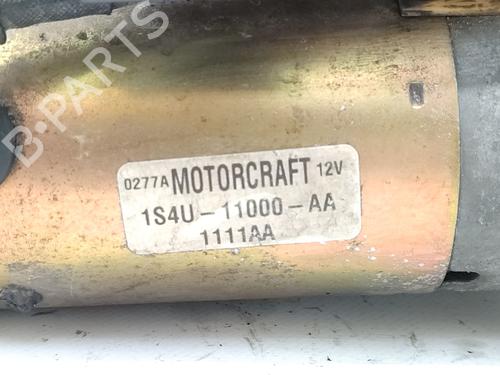 B-PARTS
0277A MOTORCRAFT 12V
1S4U-11000-AA
1111AA